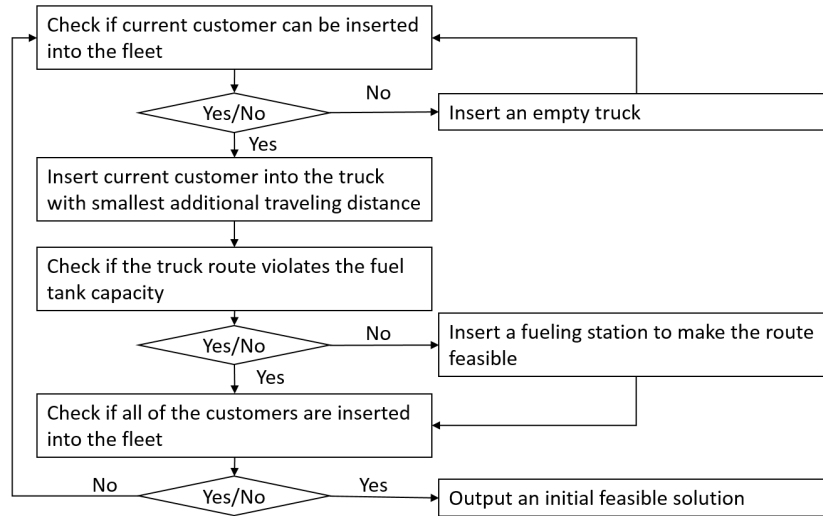 Check if current customer can be inserted
into the fleet
Yes/No
No
Insert an empty truck
Yes
Insert current customer into the truck
with smallest additional traveling distance
Check if the truck route violates the fuel
tank capacity
Yes/No
No
Insert a fueling station to make the route
feasible
Yes
Check if all of the customers are inserted
into the fleet
No
Yes/No
Yes
Output an initial feasible solution